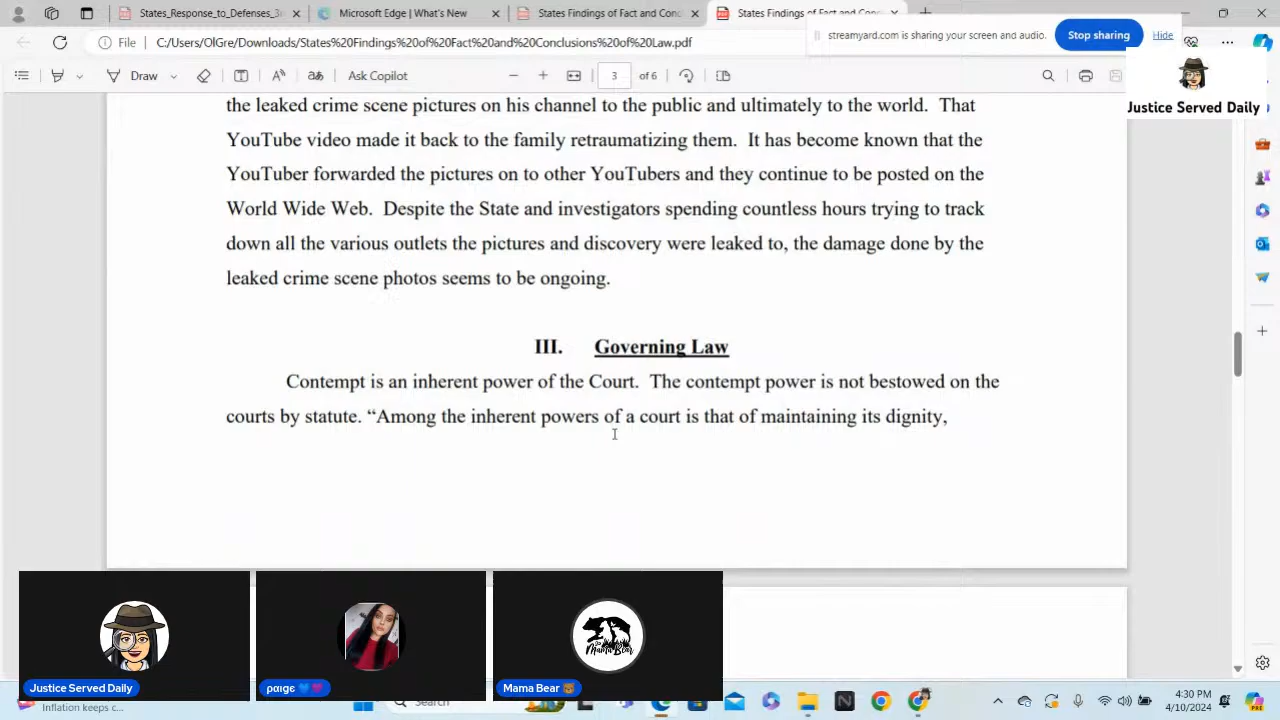 States_Response_to_Defenses_3
Microsoft Edge | What's New
States Findings of Fact and Conc
States Findings of Fact and Conc
streamyard.com is sharing your screen and audio.
Stop sharing
Hide
File
C:/Users/OlGre/Downloads/States%20Findings%20of%20Fact%20and%20Conclusions%20of%20Law.pdf
Draw
Ask Copilot
3
of 6
Justice Served Daily
the leaked crime scene pictures on his channel to the public and ultimately to the world. That
YouTube video made it back to the family retraumatizing them. It has become known that the
YouTuber forwarded the pictures on to other YouTubers and they continue to be posted on the
World Wide Web. Despite the State and investigators spending countless hours trying to track
down all the various outlets the pictures and discovery were leaked to, the damage done by the
leaked crime scene photos seems to be ongoing.
III. Governing Law
Contempt is an inherent power of the Court. The contempt power is not bestowed on the
courts by statute. “Among the inherent powers of a court is that of maintaining its dignity,
Mama Bear
Justice Served Daily
ραιgє 💙💗
Mama Bear 🐻
Inflation keeps c...
Search
4:30 PM
4/10/2024